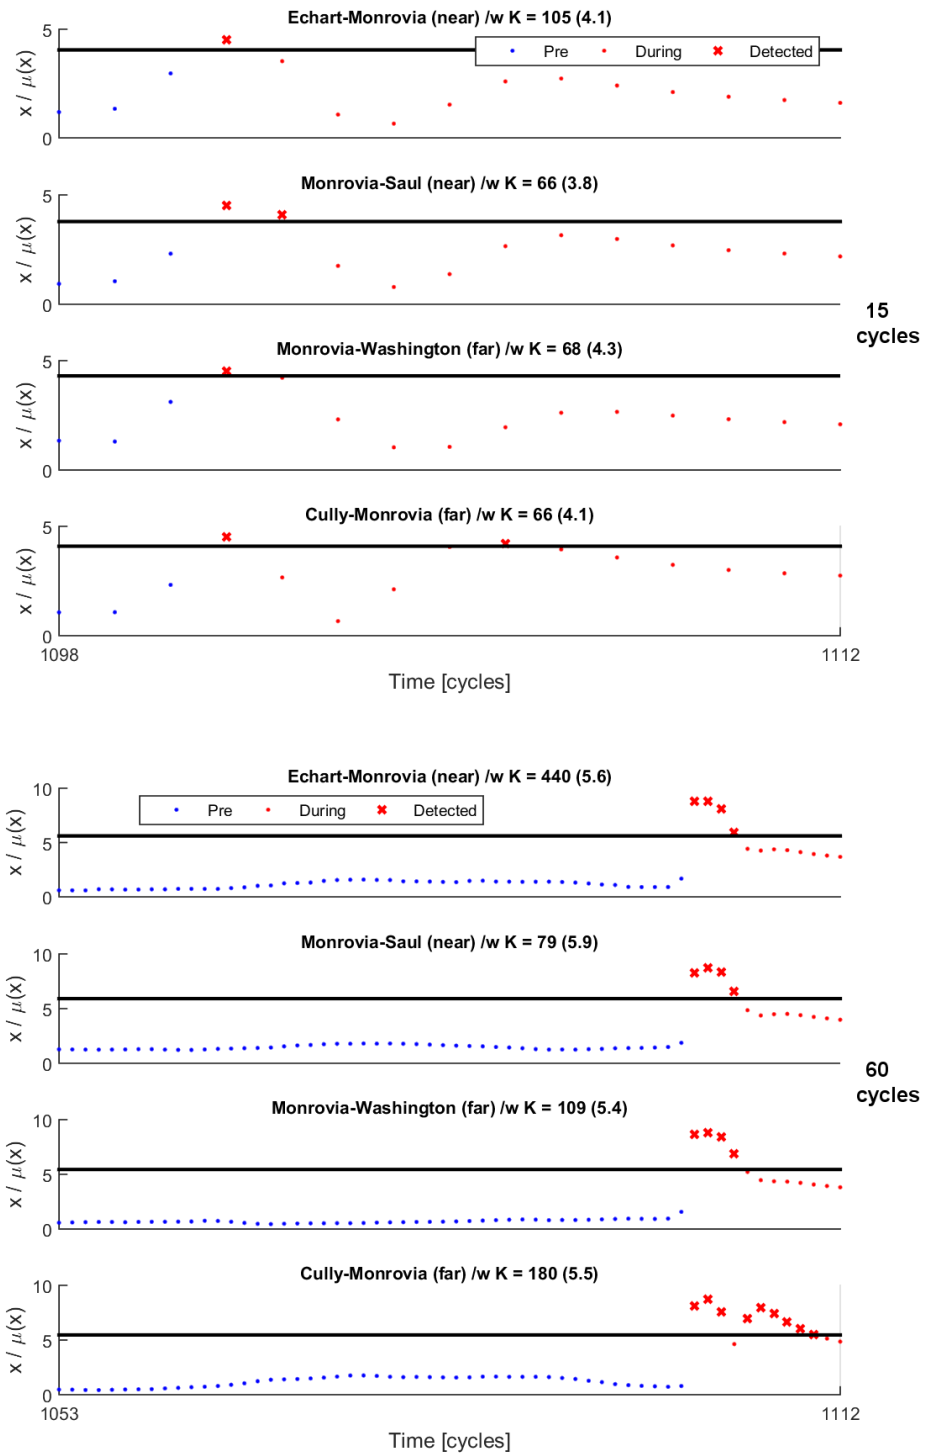 Echart-Monrovia (near) /w K = 105 (4.1)
5
0
x / μ(x)
Pre
During
Detected
Monrovia-Saul (near) /w K = 66 (3.8)
5
0
x / μ(x)
15
cycles
Monrovia-Washington (far) /w K = 68 (4.3)
5
0
x / μ(x)
Cully-Monrovia (far) /w K = 66 (4.1)
5
0
x / μ(x)
1098
1112
Time [cycles]
Echart-Monrovia (near) /w K = 440 (5.6)
10
5
0
x / μ(x)
Pre
During
Detected
Monrovia-Saul (near) /w K = 79 (5.9)
10
5
0
x / μ(x)
60
cycles
Monrovia-Washington (far) /w K = 109 (5.4)
10
5
0
x / μ(x)
Cully-Monrovia (far) /w K = 180 (5.5)
10
5
0
x / μ(x)
1053
1112
Time [cycles]